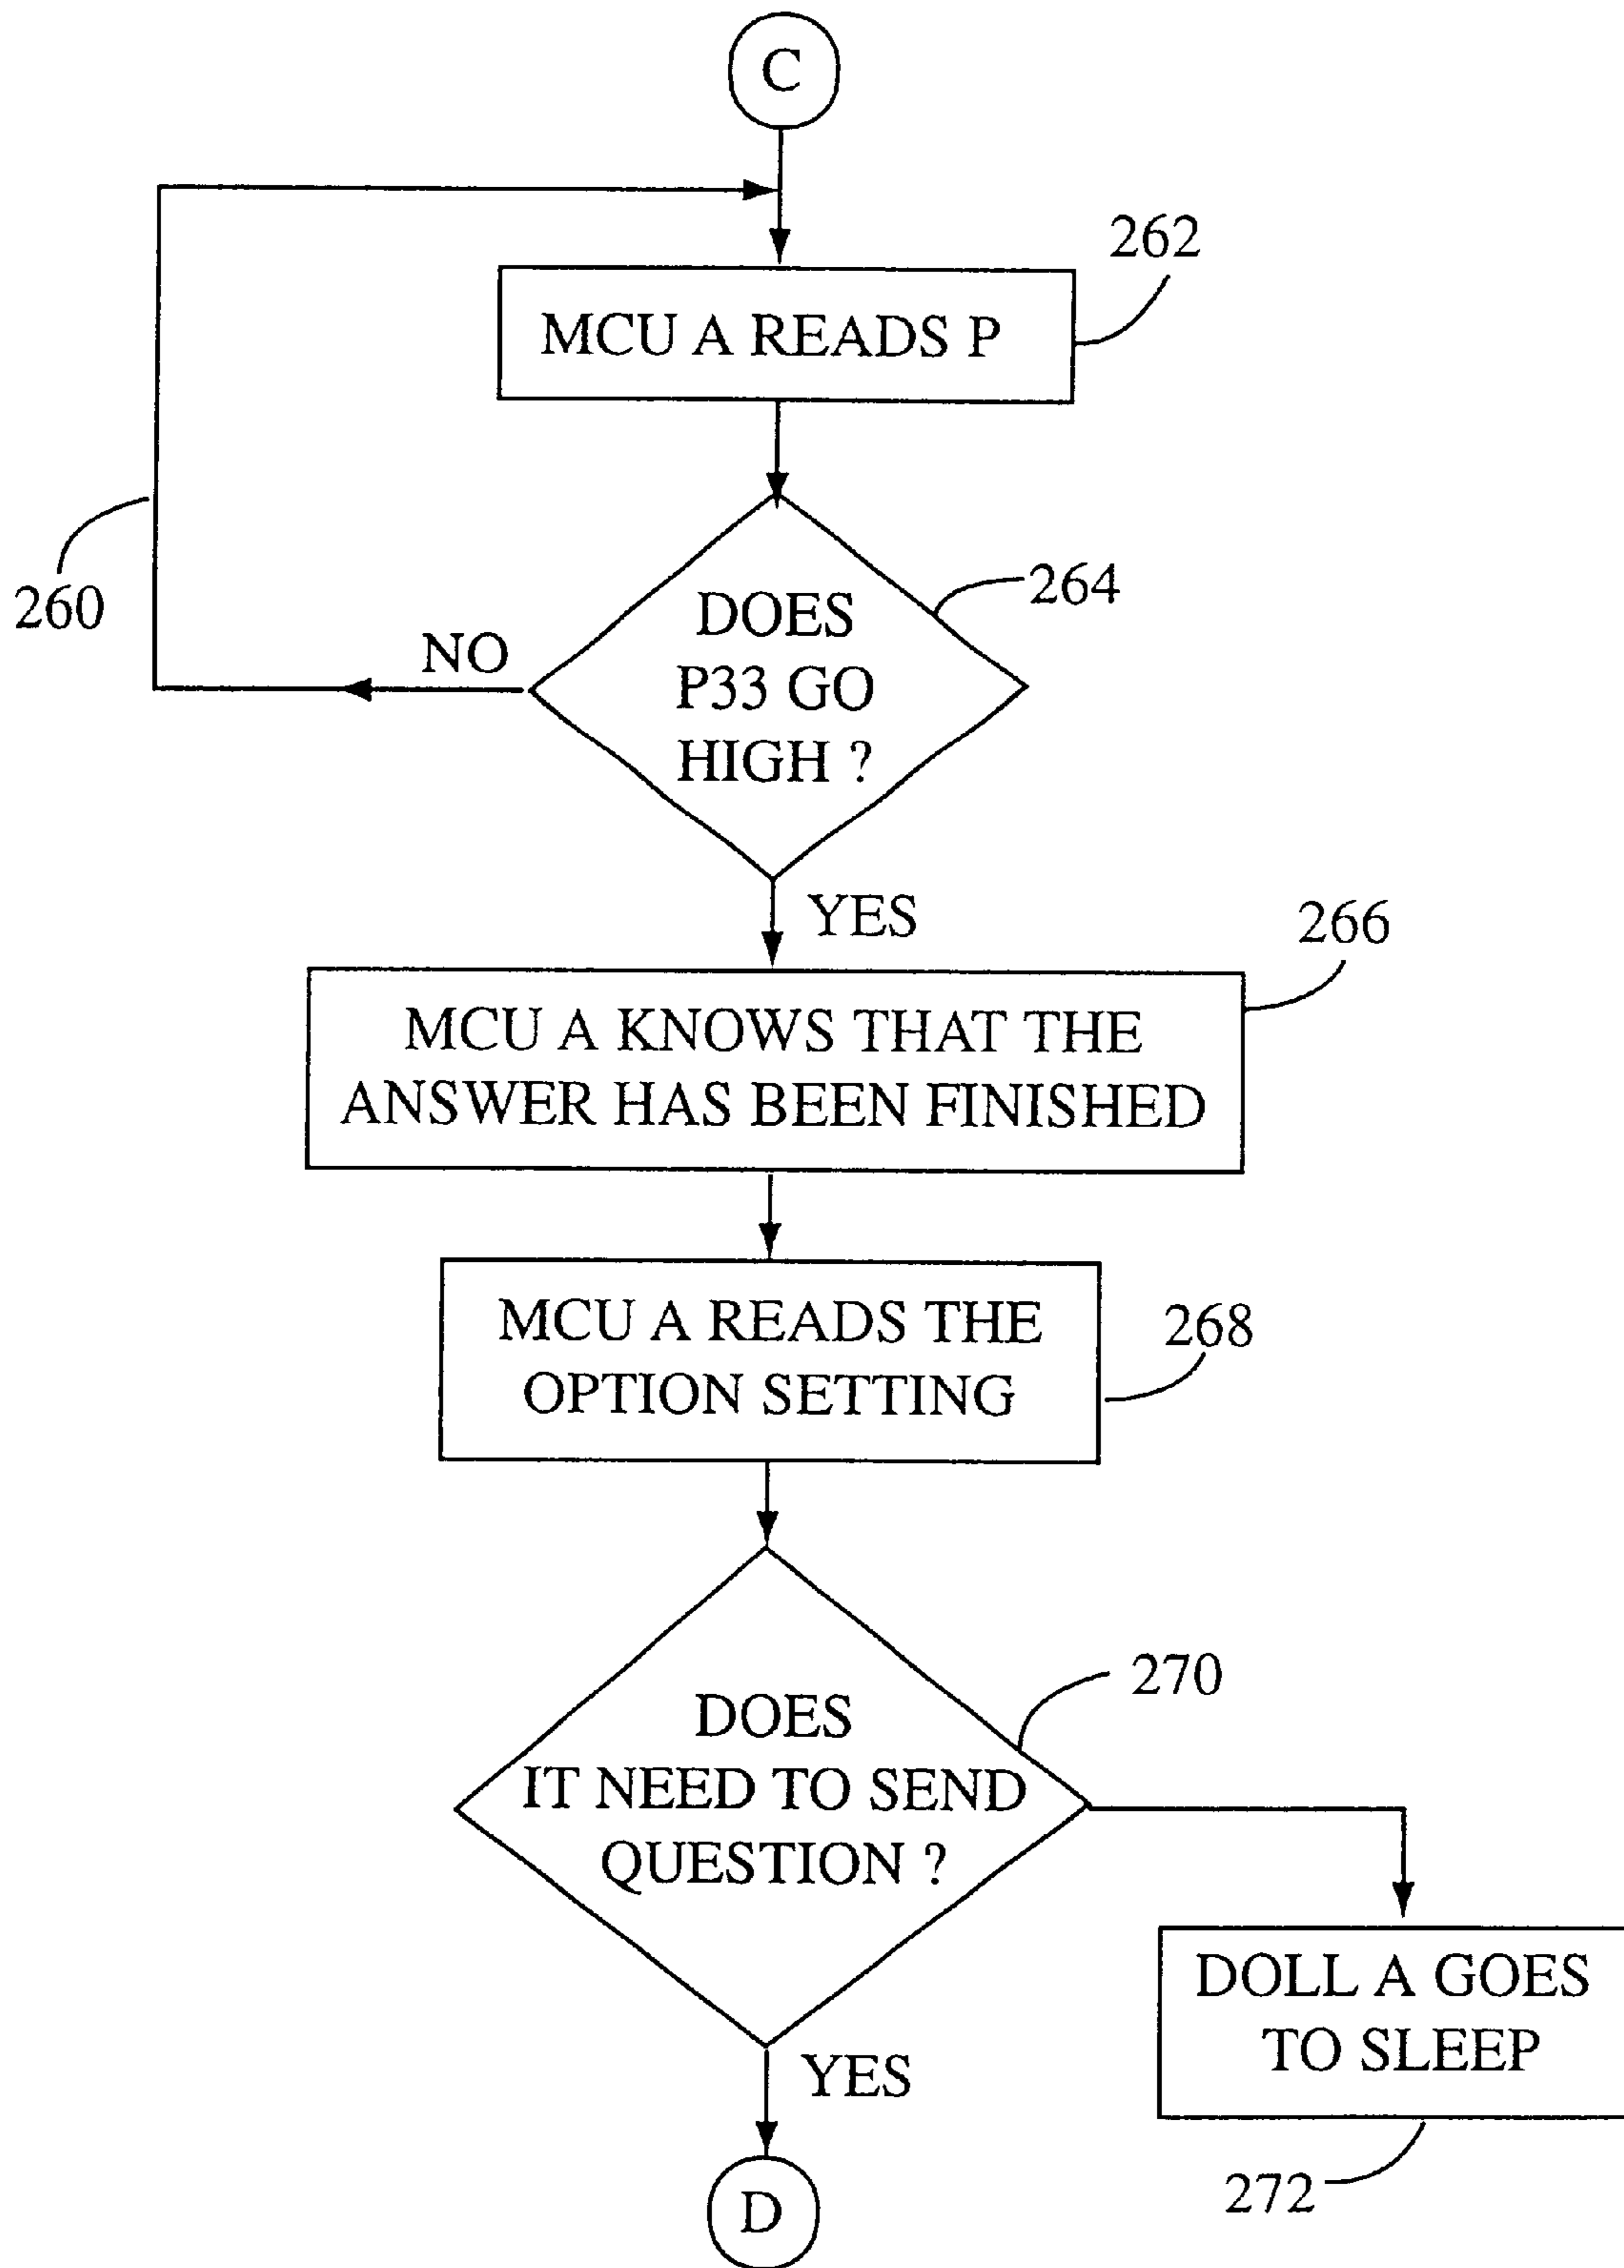 C
262
MCU A READS P
264
DOES
P33 GO
HIGH ?
260
NO
YES
266
MCU A KNOWS THAT THE
ANSWER HAS BEEN FINISHED
MCU A READS THE
OPTION SETTING
268
270
DOES
IT NEED TO SEND
QUESTION ?
DOLL A GOES
TO SLEEP
YES
272
D